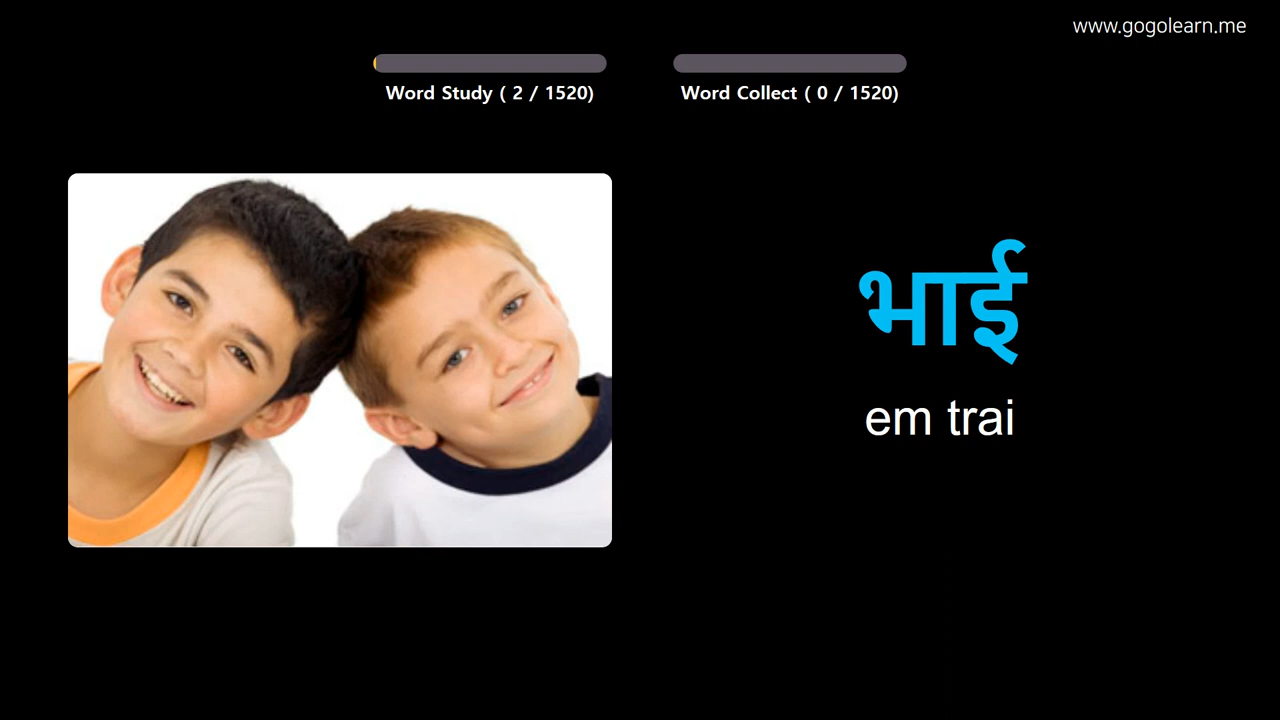 www.gogolearn.me
Word Study ( 2 / 1520)
Word Collect ( 0 / 1520)
भाई
em trai